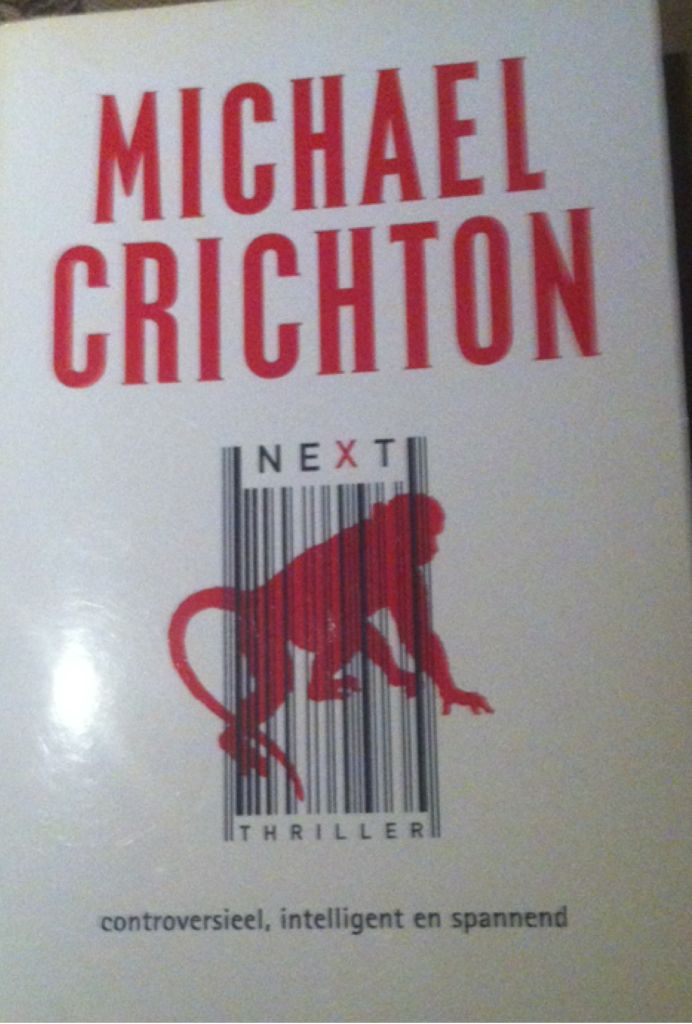 MICHAEL
CRICHTON
NEXT
THRILLER
controversieel, intelligent en spannend